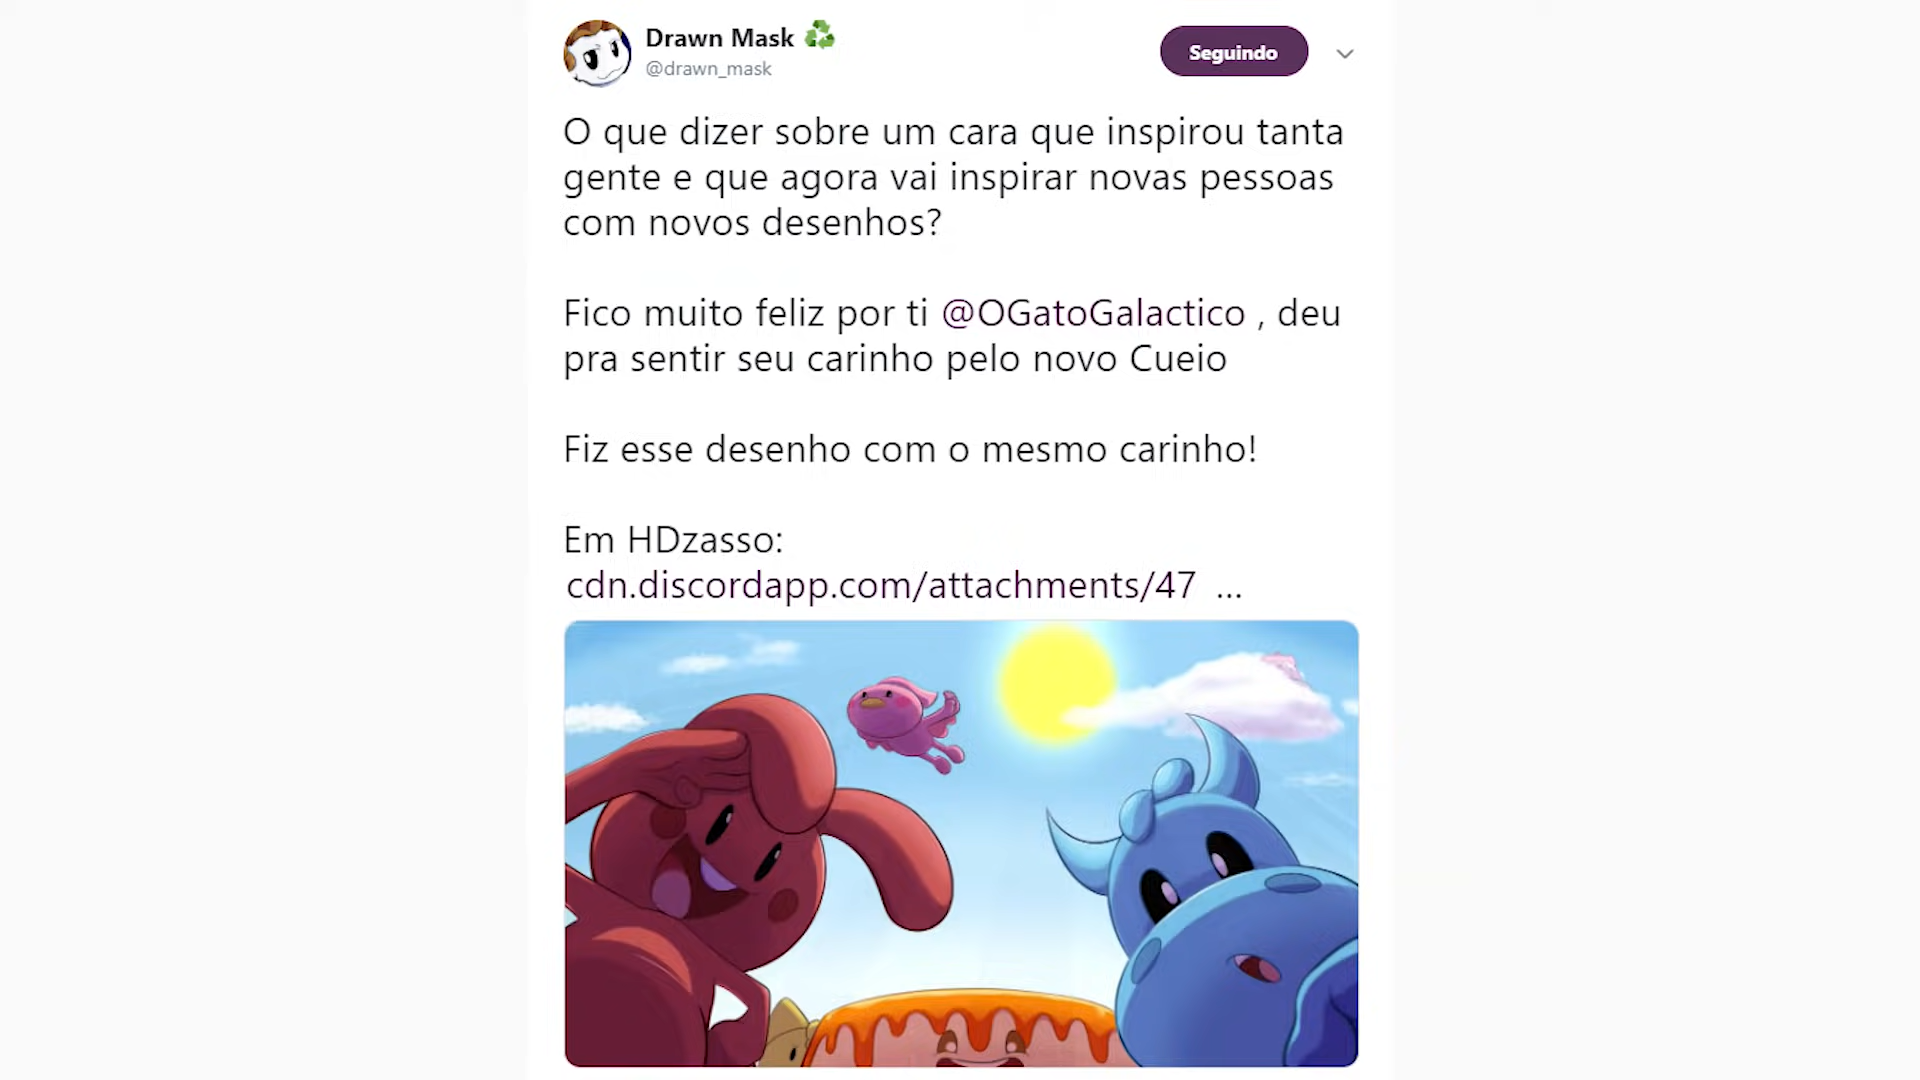 Drawn Mask
@drawn_mask
Seguindo
O que dizer sobre um cara que inspirou tanta
gente e que agora vai inspirar novas pessoas
com novos desenhos?
Fico muito feliz por ti @OGatoGalactico , deu
pra sentir seu carinho pelo novo Cueio
Fiz esse desenho com o mesmo carinho!
Em HDzasso:
cdn.discordapp.com/attachments/47 ...